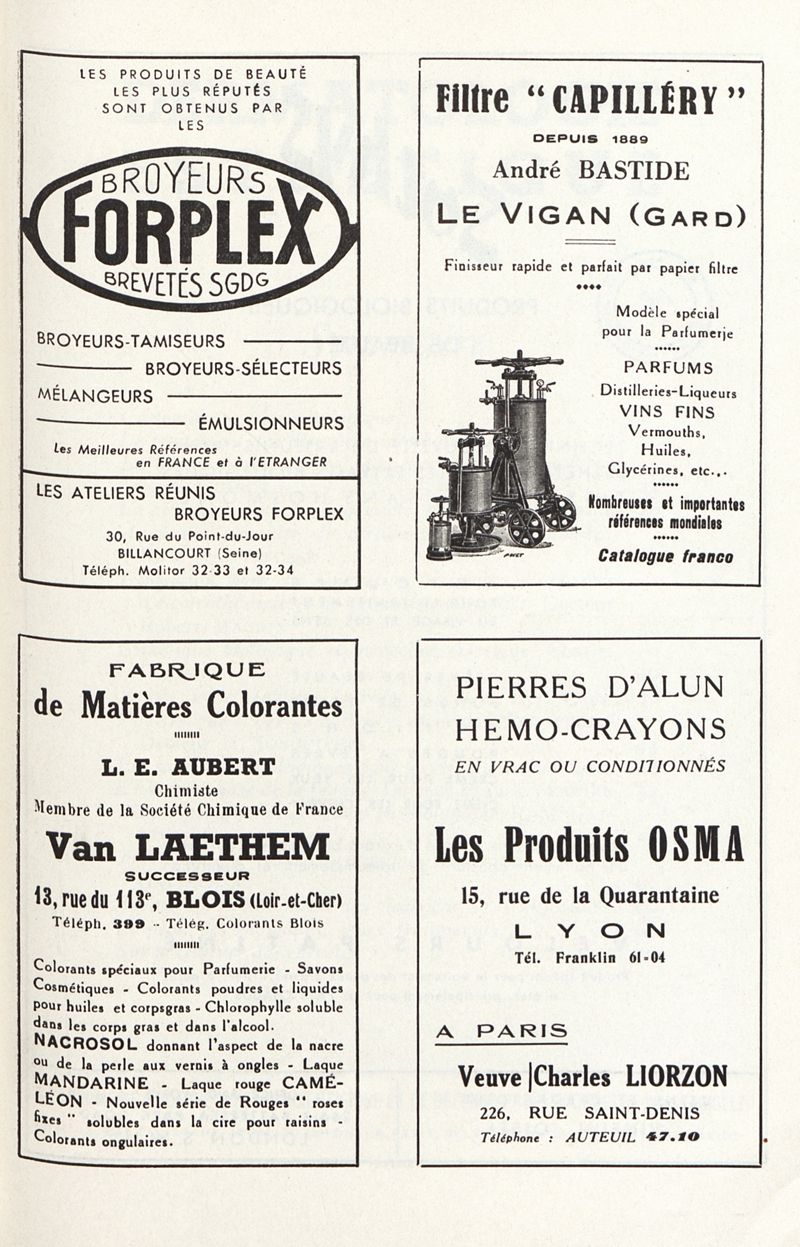 LES PRODUITS DE BEAUTÉ
LES PLUS RÉPUTÉS
SONT OBTENUS PAR
LES
BROYEURS
FORPLEX
BREVETÉS SGDG
BROYEURS-TAMISEURS
BROYEURS-SÉLECTEURS
MÉLANGEURS
ÉMULSIONNEURS
Les Meilleures Références
en FRANCE et à l'ETRANGER
LES ATELIERS RÉUNIS
BROYEURS FORPLEX
30, Rue du Point-du-Jour
BILLANCOURT (Seine)
Téléph. Molitor 32-33 et 32-34
Filtre " CAPILLÉRY "
DEPUIS 1889
André BASTIDE
LE VIGAN (GARD)
Finisseur rapide et parfait par papier filtre
Modèle spécial
pour la Parfumerie
PARFUMS
Distilleries-Liqueurs
VINS FINS
Vermouths,
Huiles,
Glycérines, etc...
Nombreuses et importantes
références mondiales
Catalogue franco
FABRIQUE
de Matières Colorantes
L. E. AUBERT
Chimiste
Membre de la Société Chimique de France
Van LAETHEM
SUCCESSEUR
13, rue du 113e, BLOIS (Loir-et-Cher)
Téléph. 399 - Télég. Colorants Blois
Colorants spéciaux pour Parfumerie - Savons
Cosmétiques - Colorants poudres et liquides
pour huiles et corpsgras - Chlorophylle soluble
dans les corps gras et dans l'alcool.
NACROSOL donnant l'aspect de la nacre
ou de la perle aux vernis à ongles - Laque
MANDARINE - Laque rouge CAMÉ-
LÉON - Nouvelle série de Rouges " roses
fixes " solubles dans la cire pour raisins -
Colorants ongulaires.
PIERRES D'ALUN
HEMO-CRAYONS
EN VRAC OU CONDITIONNÉS
Les Produits OSMA
15, rue de la Quarantaine
LYON
Tél. Franklin 61-04
A PARIS
Veuve Charles LIORZON
226, RUE SAINT-DENIS
Téléphone : AUTEUIL 47.10